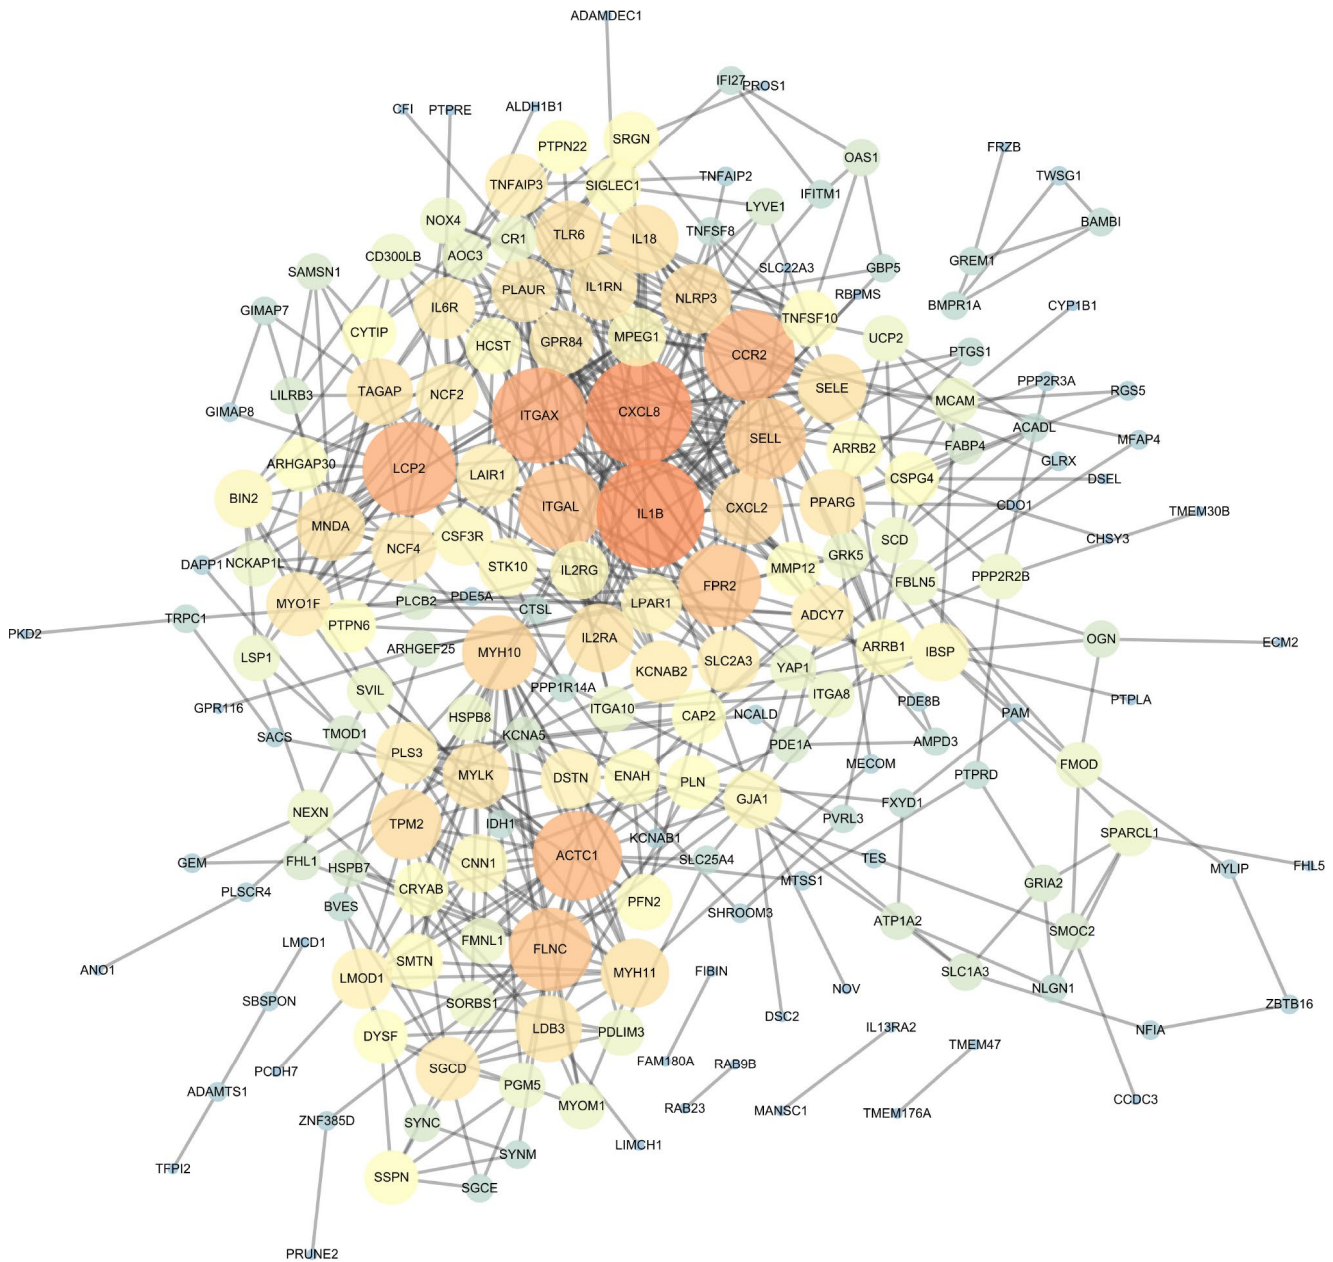 ADAMDEC1
IFI27
PROS1
CFI
PTPRE
ALDH1B1
SRGN
PTPN22
FRZB
OAS1
TNFAIP3
SIGLEC1
TNFAIP2
TWSG1
IFITM1
LYVE1
NOX4
BAMBI
TNFSF8
TLR6
IL18
CR1
AOC3
CD300LB
GREM1
SAMSN1
SLC22A3
GBP5
PLAUR
IL1RN
NLRP3
RBPMS
BMPR1A
CYP1B1
GIMAP7
IL6R
TNFSF10
CYTIP
HCST
GPR84
MPEG1
UCP2
PTGS1
CCR2
PPP2R3A
RGS5
SELE
TAGAP
NCF2
LILRB3
MCAM
GIMAP8
ITGAX
CXCL8
ACADL
SELL
MFAP4
FABP4
ARRB2
ARHGAP30
LCP2
GLRX
LAIR1
CSPG4
DSEL
BIN2
ITGAL
IL1B
CXCL2
PPARG
CDO1
TMEM30B
MNDA
CSF3R
CHSY3
SCD
NCF4
GRK5
DAPP1
NCKAP1L
STK10
IL2RG
MMP12
PPP2R2B
FBLN5
FPR2
PDE5A
MYO1F
PLCB2
LPAR1
CTSL
ADCY7
TRPC1
PTPN6
PKD2
IL2RA
OGN
ECM2
ARRB1
IBSP
ARHGEF25
MYH10
LSP1
SLC2A3
YAP1
KCNAB2
SVIL
PPP1R14A
ITGA8
PTPLA
PDE8B
GPR116
ITGA10
NCALD
PAM
HSPB8
CAP2
TMOD1
SACS
KCNA5
PDE1A
AMPD3
PLS3
MECOM
FMOD
MYLK
DSTN
ENAH
PLN
PTPRD
GJA1
FXYD1
NEXN
PVRL3
TPM2
IDH1
KCNAB1
SPARCL1
ACTC1
TES
GEM
FHL1
HSPB7
CNN1
SLC25A4
FHL5
MYLIP
MTSS1
GRIA2
CRYAB
PLSCR4
BVES
PFN2
SHROOM3
ATP1A2
SMOC2
LMCD1
FMNL1
FLNC
ANO1
SMTN
LMOD1
MYH11
FIBIN
SLC1A3
NLGN1
NOV
SBSPON
SORBS1
ZBTB16
DSC2
IL13RA2
NFIA
LDB3
PDLIM3
DYSF
TMEM47
FAM180A
RAB9B
PCDH7
SGCD
PGM5
ADAMTS1
CCDC3
MYOM1
RAB23
MANSC1
TMEM176A
ZNF385D
SYNC
LIMCH1
SYNM
TFPI2
SSPN
SGCE
PRUNE2